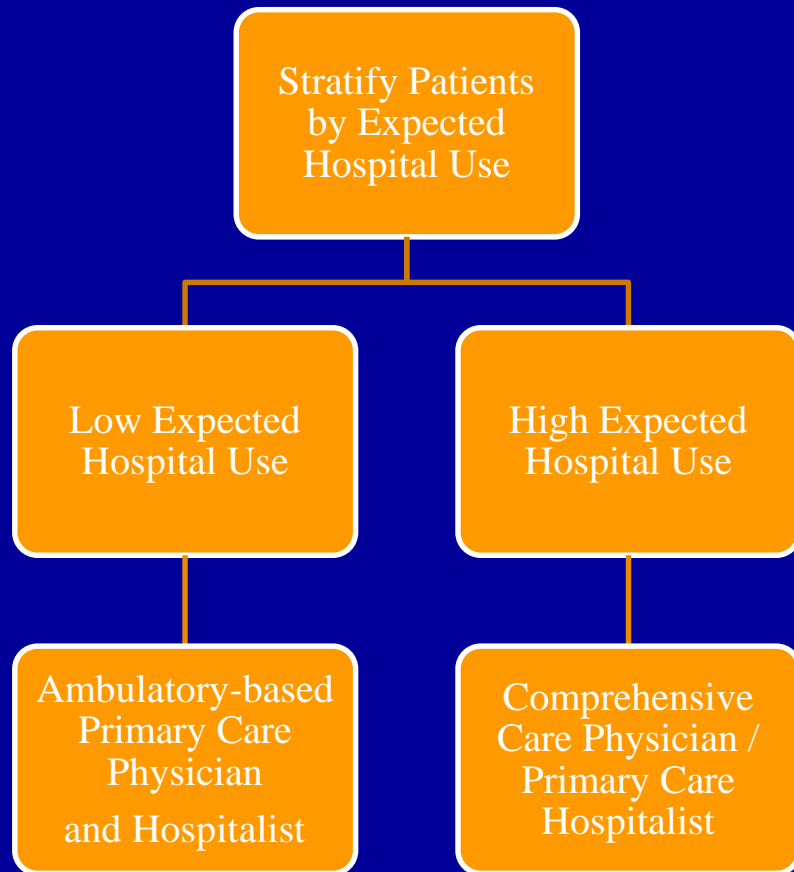 Stratify Patients
by Expected
Hospital Use
Low Expected
Hospital Use
High Expected
Hospital Use
Ambulatory-based
Primary Care
Physician
and Hospitalist
Comprehensive
Care Physician /
Primary Care
Hospitalist